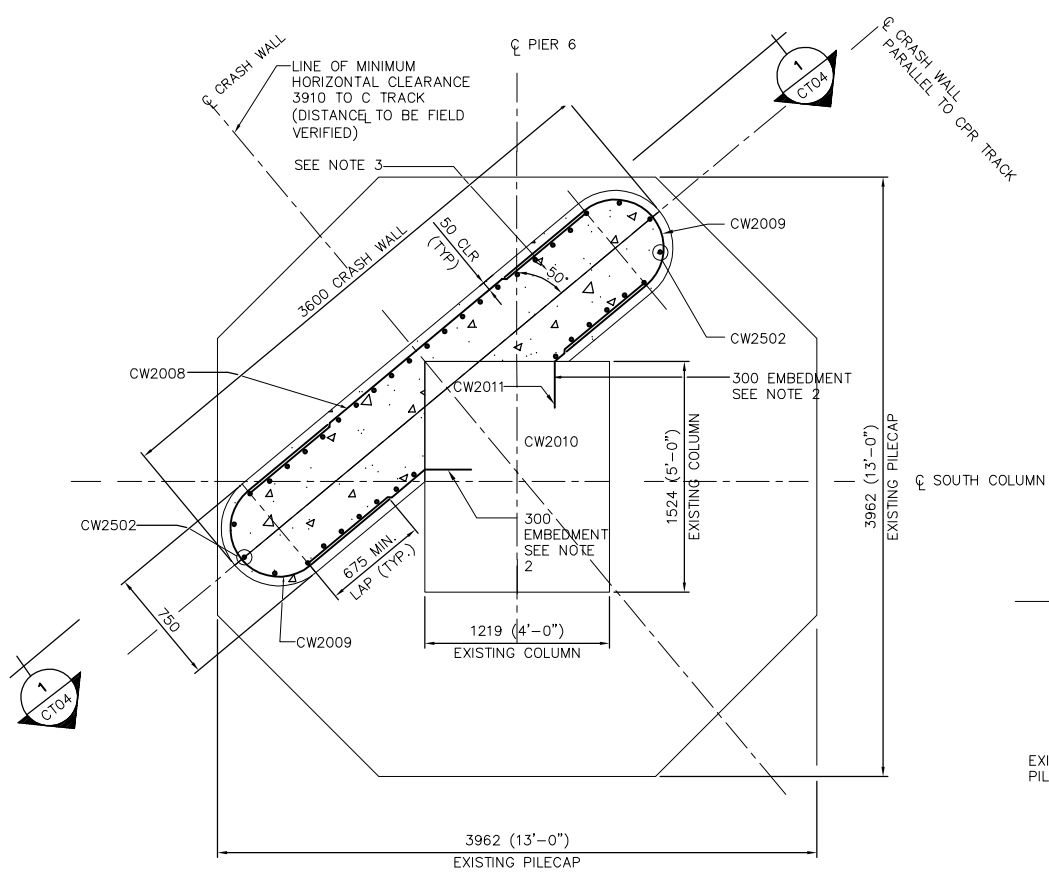 ℄ PIER 6
℄ CRASH WALL
℄ CRASH WALL
PARALLEL TO CPR TRACK
1
CT04
LINE OF MINIMUM
HORIZONTAL CLEARANCE
3910 TO ℄ TRACK
(DISTANCE TO BE FIELD
VERIFIED)
SEE NOTE 3
50 CLR
(TYP)
3600 CRASH WALL
50°
CW2009
CW2502
CW2008
CW2011
300 EMBEDMENT
SEE NOTE 2
CW2010
1524 (5'-0")
EXISTING COLUMN
3962 (13'-0")
EXISTING PILECAP
℄ SOUTH COLUMN
CW2502
300
EMBEDMENT
SEE NOTE
2
675 MIN.
LAP (TYP.)
750
CW2009
1219 (4'-0")
EXISTING COLUMN
1
CT04
EXI
PIL
3962 (13'-0")
EXISTING PILECAP